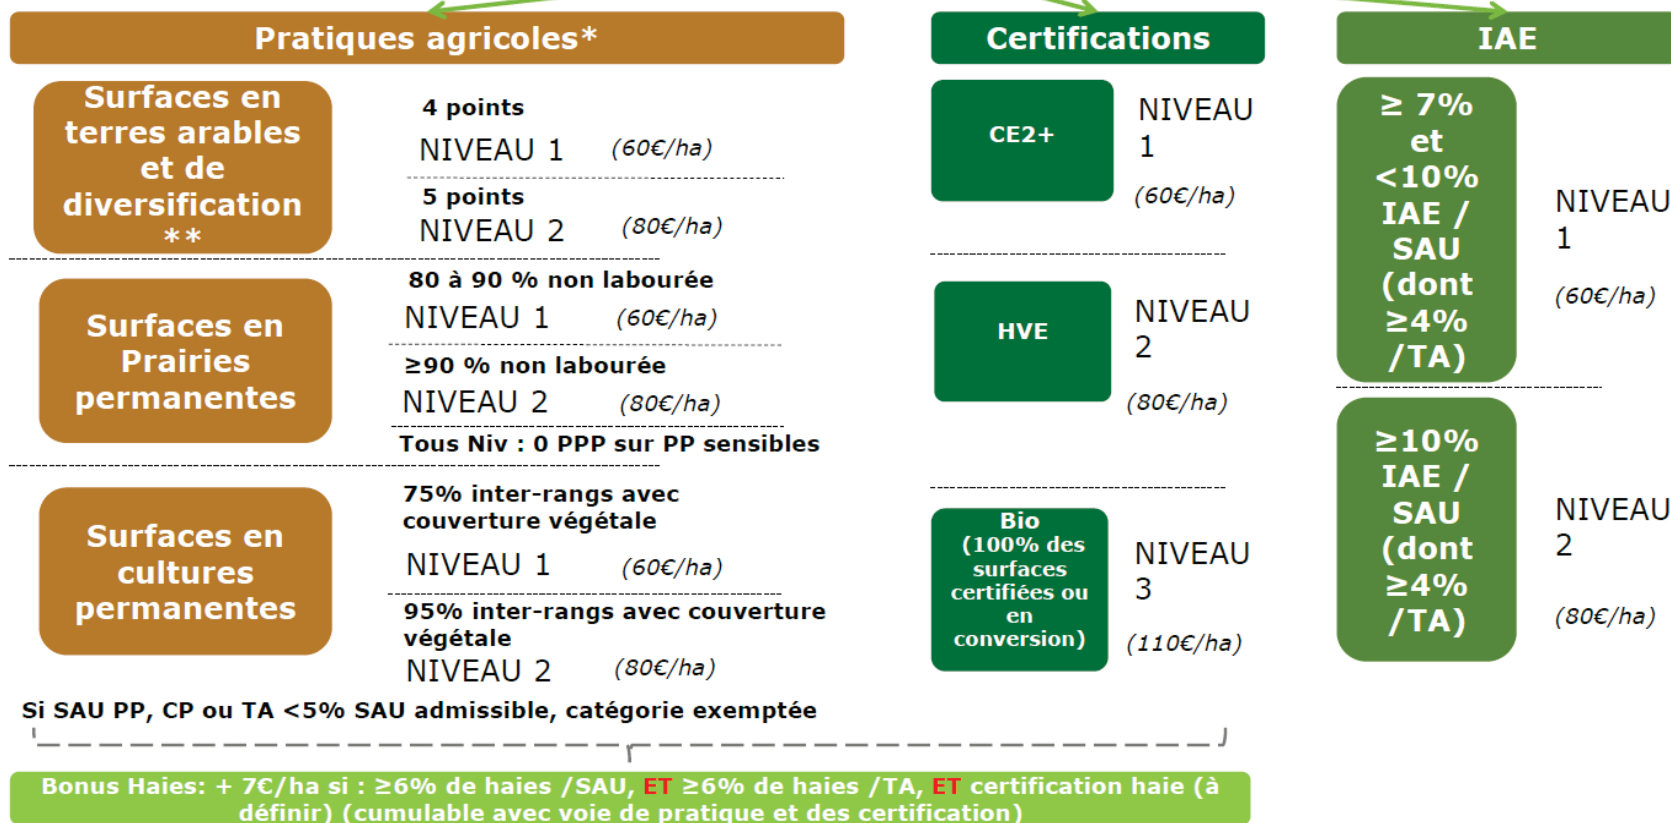 Pratiques agricoles*
Surfaces en
terres arables
et de
diversification
**
4 points
NIVEAU 1 (60€/ha)
5 points
NIVEAU 2 (80€/ha)
Surfaces en
Prairies
permanentes
80 à 90 % non labourée
NIVEAU 1 (60€/ha)
≥90 % non labourée
NIVEAU 2 (80€/ha)
Tous Niv : 0 PPP sur PP sensibles
Surfaces en
cultures
permanentes
75% inter-rangs avec
couverture végétale
NIVEAU 1 (60€/ha)
95% inter-rangs avec couverture
végétale
NIVEAU 2 (80€/ha)
Si SAU PP, CP ou TA <5% SAU admissible, catégorie exemptée
Certifications
CE2+
NIVEAU
1
(60€/ha)
HVE
NIVEAU
2
(80€/ha)
Bio
(100% des
surfaces
certifiées ou
en
conversion)
NIVEAU
3
(110€/ha)
IAE
≥ 7%
et
<10%
IAE /
SAU
(dont
≥4%
/TA)
NIVEAU
1
(60€/ha)
≥10%
IAE /
SAU
(dont
≥4%
/TA)
NIVEAU
2
(80€/ha)
Bonus Haies: + 7€/ha si : ≥6% de haies /SAU, ET ≥6% de haies /TA, ET certification haie (à
définir) (cumulable avec voie de pratique et des certification)